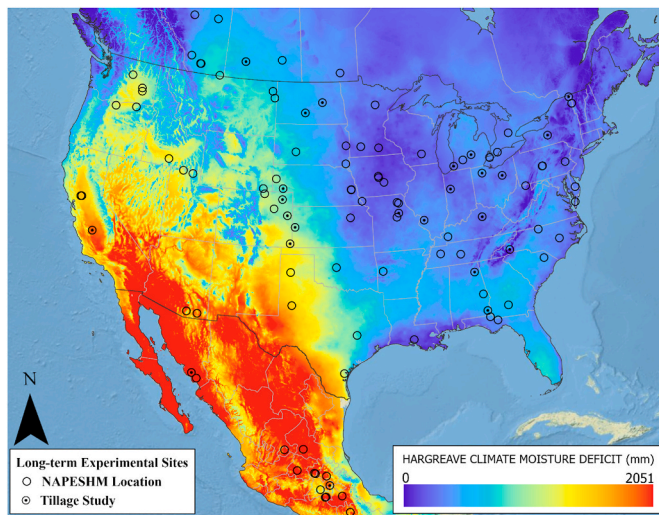 N
Long-term Experimental Sites
NAPESHM Location
Tillage Study
HARGREAVE CLIMATE MOISTURE DEFICIT (mm)
0 2051